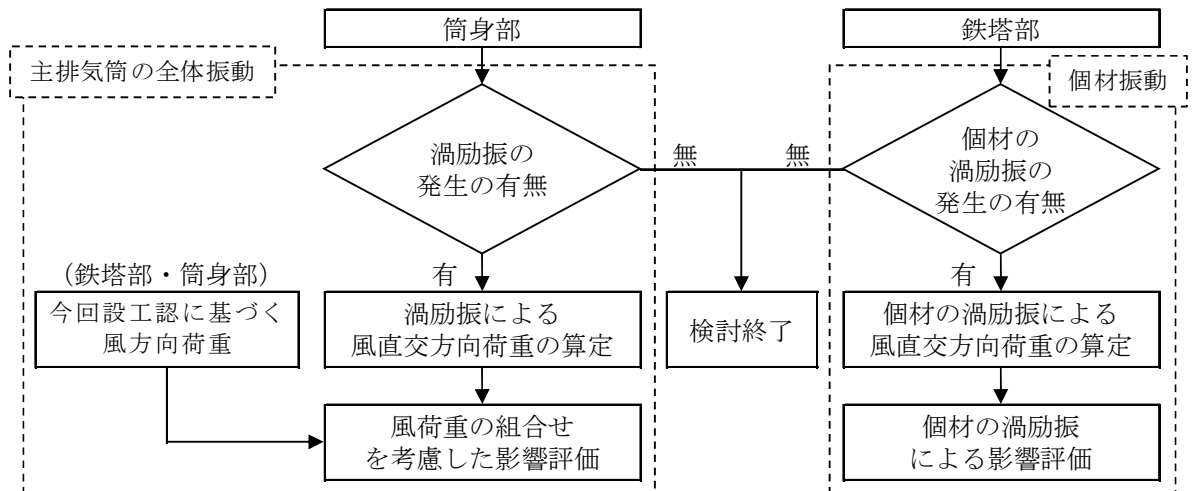 筒身部
鉄塔部
主排気筒の全体振動
個材振動
渦励振の
発生の有無
無
無
個材の
渦励振の
発生の有無
(鉄塔部・筒身部)
有
有
今回設工認に基づく
風方向荷重
渦励振による
風直交方向荷重の算定
検討終了
個材の渦励振による
風直交方向荷重の算定
風荷重の組合せ
を考慮した影響評価
個材の渦励振
による影響評価